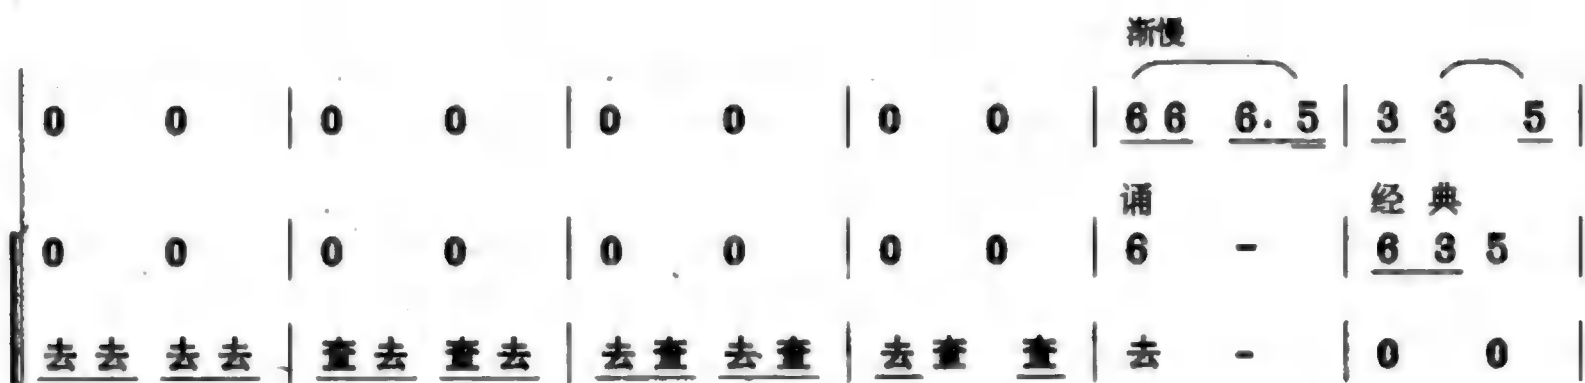 渐慢
0 0 | 0 0 | 0 0 | 0 0 | 6 6 6. 5 | 3 3 5 |
诵 经 典
0 0 | 0 0 | 0 0 | 0 0 | 6 - | 6 3 5 |
去 去 去 去 | 查 去 查 去 | 去 查 去 查 | 去 查 查 | 去 - | 0 0 |